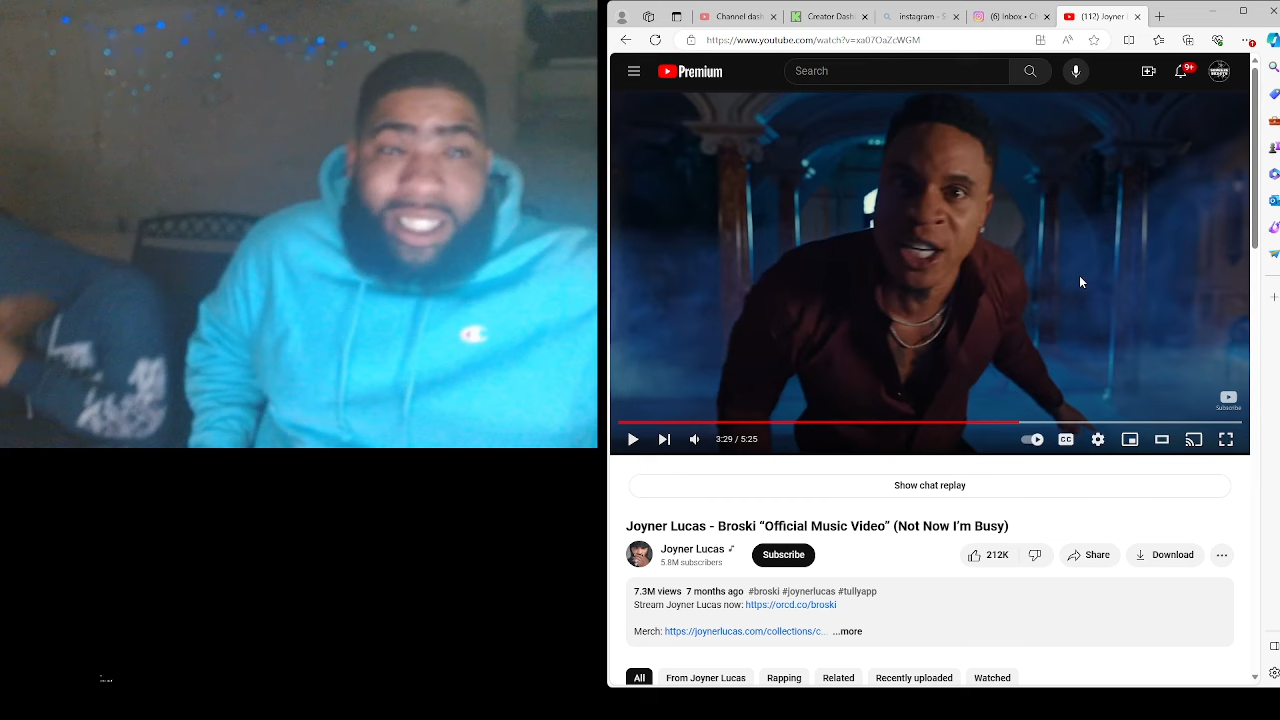 Channel dash
Creator Dash
instagram - S
(6) Inbox • C
(112) Joyner L
https://www.youtube.com/watch?v=xa07OaZcWGM
Premium
Search
9+
Subscribe
3:29 / 5:25
CC
Show chat replay
Joyner Lucas - Broski “Official Music Video” (Not Now I’m Busy)
Joyner Lucas
5.8M subscribers
Subscribe
212K
Share
Download
7.3M views 7 months ago #broski #joynerlucas #tullyapp
Stream Joyner Lucas now: https://orcd.co/broski
Merch: https://joynerlucas.com/collections/c... ...more
All
From Joyner Lucas
Rapping
Related
Recently uploaded
Watched